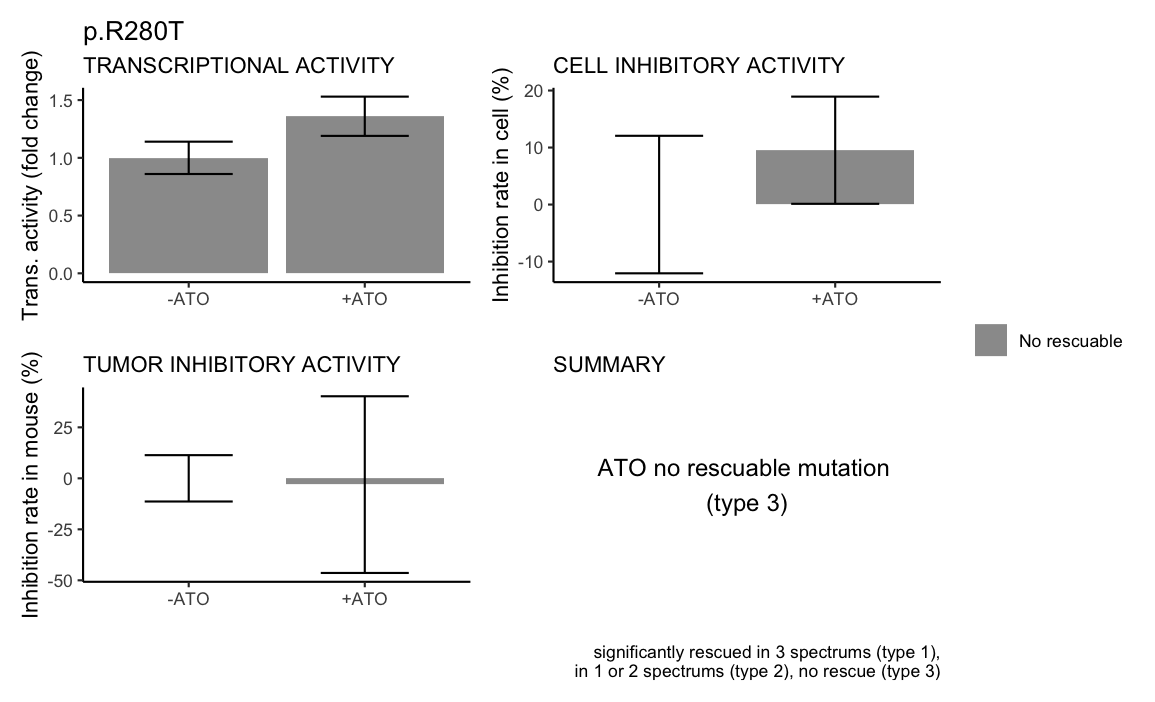 p.R280T
TRANSCRIPTIONAL ACTIVITY
Trans. activity (fold change)
1.5
1.0
0.5
0.0
-ATO
+ATO
CELL INHIBITORY ACTIVITY
Inhibition rate in cell (%)
20
10
0
-10
-ATO
+ATO
No rescuable
TUMOR INHIBITORY ACTIVITY
Inhibition rate in mouse (%)
25
0
-25
-50
-ATO
+ATO
SUMMARY
ATO no rescuable mutation
(type 3)
significantly rescued in 3 spectrums (type 1),
in 1 or 2 spectrums (type 2), no rescue (type 3)